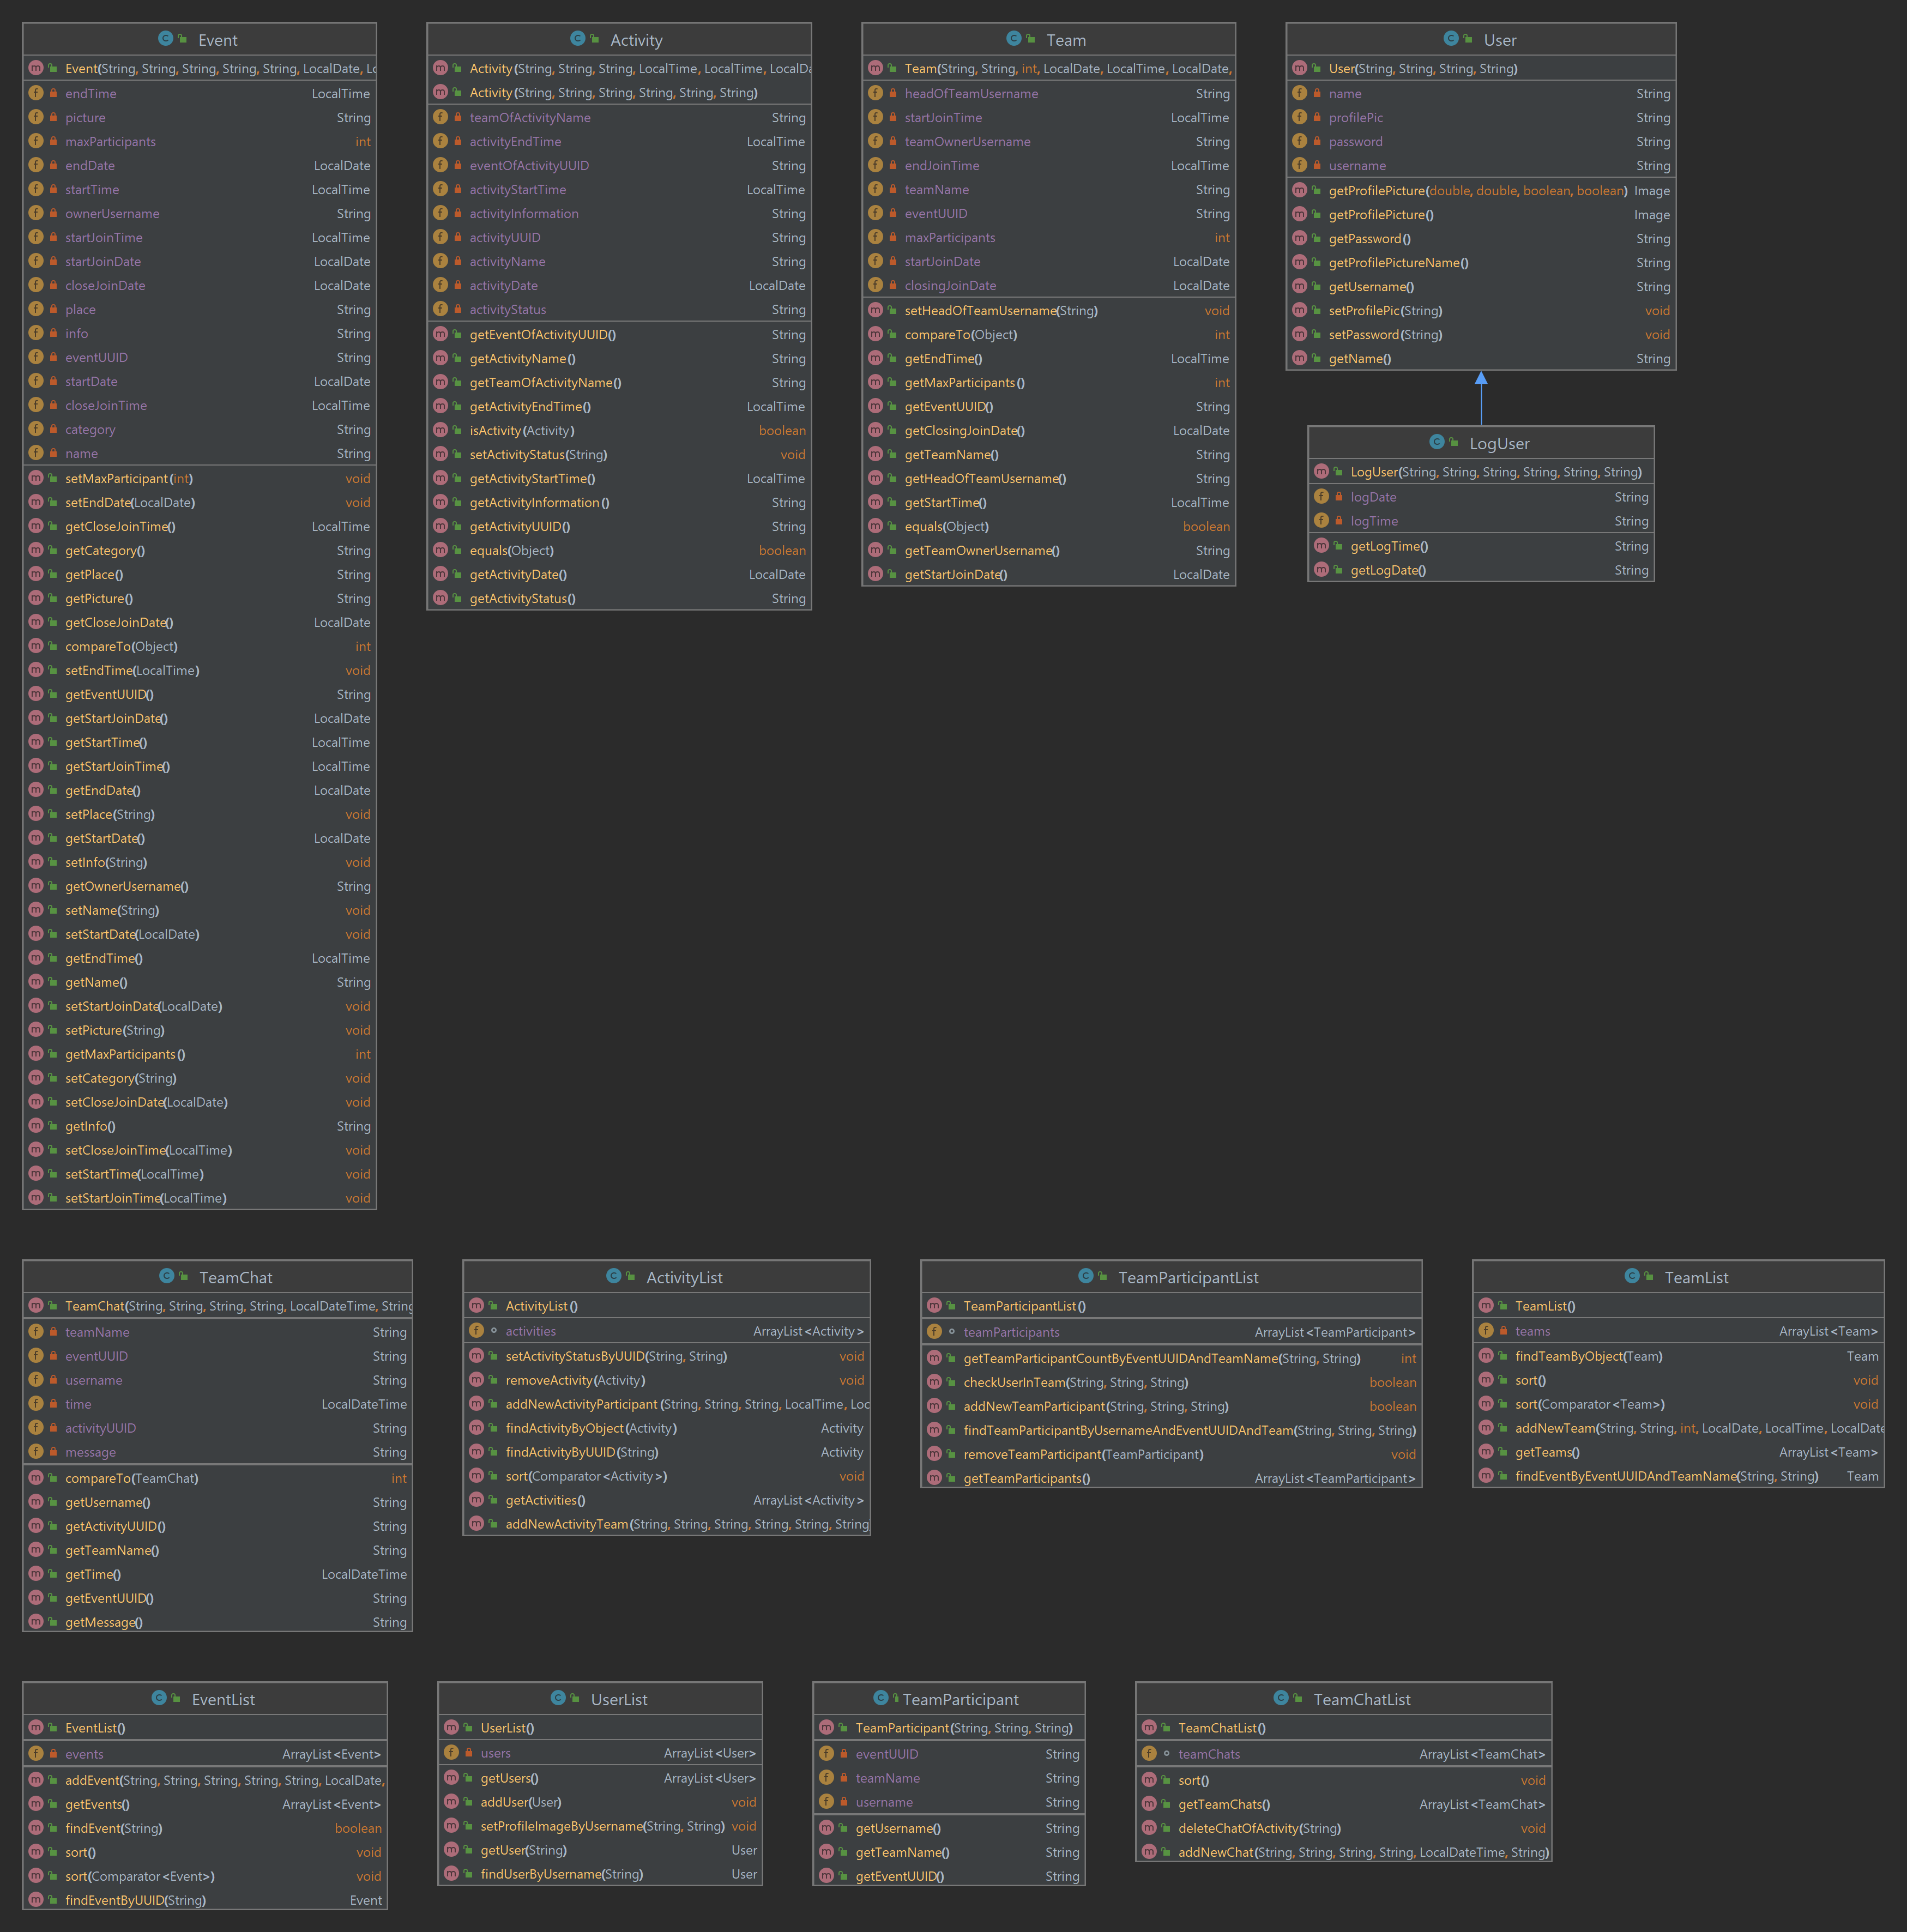 Event
Event(String, String, String, String, String, LocalDate, Lo
endTime LocalTime
picture String
maxParticipants int
endDate LocalDate
startTime LocalTime
ownerUsername String
startJoinTime LocalTime
startJoinDate LocalDate
closeJoinDate LocalDate
place String
info String
eventUUID String
startDate LocalDate
closeJoinTime LocalTime
category String
name String
setMaxParticipant(int) void
setEndDate(LocalDate) void
getCloseJoinTime() LocalTime
getCategory() String
getPlace() String
getPicture() String
getCloseJoinDate() LocalDate
compareTo(Object) int
setEndTime(LocalTime) void
getEventUUID() String
getStartJoinDate() LocalDate
getStartTime() LocalTime
getStartJoinTime() LocalTime
getEndDate() LocalDate
setPlace(String) void
getStartDate() LocalDate
setInfo(String) void
getOwnerUsername() String
setName(String) void
setStartDate(LocalDate) void
getEndTime() LocalTime
getName() String
setStartJoinDate(LocalDate) void
setPicture(String) void
getMaxParticipants() int
setCategory(String) void
setCloseJoinDate(LocalDate) void
getInfo() String
setCloseJoinTime(LocalTime) void
setStartTime(LocalTime) void
setStartJoinTime(LocalTime) void
Activity
Activity(String, String, String, LocalTime, LocalTime, LocalDa
Activity(String, String, String, String, String, String)
teamOfActivityName String
activityEndTime LocalTime
eventOfActivityUUID String
activityStartTime LocalTime
activityInformation String
activityUUID String
activityName String
activityDate LocalDate
activityStatus String
getEventOfActivityUUID() String
getActivityName() String
getTeamOfActivityName() String
getActivityEndTime() LocalTime
isActivity(Activity) boolean
setActivityStatus(String) void
getActivityStartTime() LocalTime
getActivityInformation() String
getActivityUUID() String
equals(Object) boolean
getActivityDate() LocalDate
getActivityStatus() String
Team
Team(String, String, int, LocalDate, LocalTime, LocalDate,
headOfTeamUsername String
startJoinTime LocalTime
teamOwnerUsername String
endJoinTime LocalTime
teamName String
eventUUID String
maxParticipants int
startJoinDate LocalDate
closingJoinDate LocalDate
setHeadOfTeamUsername(String) void
compareTo(Object) int
getEndTime() LocalTime
getMaxParticipants() int
getEventUUID() String
getClosingJoinDate() LocalDate
getTeamName() String
getHeadOfTeamUsername() String
getStartTime() LocalTime
equals(Object) boolean
getTeamOwnerUsername() String
getStartJoinDate() LocalDate
User
User(String, String, String, String)
name String
profilePic String
password String
username String
getProfilePicture(double, double, boolean, boolean) Image
getProfilePicture() Image
getPassword() String
getProfilePictureName() String
getUsername() String
setProfilePic(String) void
setPassword(String) void
getName() String
LogUser
LogUser(String, String, String, String, String, String)
logDate String
logTime String
getLogTime() String
getLogDate() String
TeamChat
TeamChat(String, String, String, String, LocalDateTime, String
teamName String
eventUUID String
username String
time LocalDateTime
activityUUID String
message String
compareTo(TeamChat) int
getUsername() String
getActivityUUID() String
getTeamName() String
getTime() LocalDateTime
getEventUUID() String
getMessage() String
ActivityList
ActivityList()
activities ArrayList<Activity>
setActivityStatusByUUID(String, String) void
removeActivity(Activity) void
addNewActivityParticipant(String, String, String, LocalTime, Loc
findActivityByObject(Activity) Activity
findActivityByUUID(String) Activity
sort(Comparator<Activity>) void
getActivities() ArrayList<Activity>
addNewActivityTeam(String, String, String, String, String, String
TeamParticipantList
TeamParticipantList()
teamParticipants ArrayList<TeamParticipant>
getTeamParticipantCountByEventUUIDAndTeamName(String, String) int
checkUserInTeam(String, String, String) boolean
addNewTeamParticipant(String, String, String) boolean
findTeamParticipantByUsernameAndEventUUIDAndTeam(String, String, String)
removeTeamParticipant(TeamParticipant) void
getTeamParticipants() ArrayList<TeamParticipant>
TeamList
TeamList()
teams ArrayList<Team>
findTeamByObject(Team) Team
sort() void
sort(Comparator<Team>) void
addNewTeam(String, String, int, LocalDate, LocalTime, LocalDate
getTeams() ArrayList<Team>
findEventByEventUUIDAndTeamName(String, String) Team
EventList
EventList()
events ArrayList<Event>
addEvent(String, String, String, String, String, LocalDate,
getEvents() ArrayList<Event>
findEvent(String) boolean
sort() void
sort(Comparator<Event>) void
findEventByUUID(String) Event
UserList
UserList()
users ArrayList<User>
getUsers() ArrayList<User>
addUser(User) void
setProfileImageByUsername(String, String) void
getUser(String) User
findUserByUsername(String) User
TeamParticipant
TeamParticipant(String, String, String)
eventUUID String
teamName String
username String
getUsername() String
getTeamName() String
getEventUUID() String
TeamChatList
TeamChatList()
teamChats ArrayList<TeamChat>
sort() void
getTeamChats() ArrayList<TeamChat>
deleteChatOfActivity(String) void
addNewChat(String, String, String, String, LocalDateTime, String)